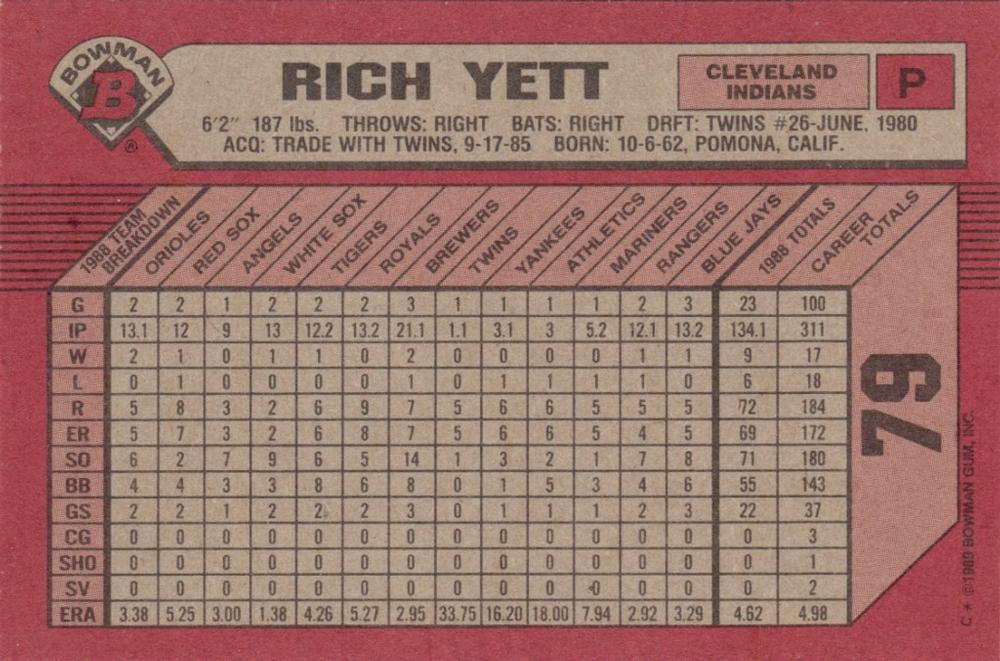 BOWMAN
B
®
RICH YETT
CLEVELAND
INDIANS
P
6'2" 187 lbs. THROWS: RIGHT BATS: RIGHT DRFT: TWINS #26-JUNE, 1980
ACQ: TRADE WITH TWINS, 9-17-85 BORN: 10-6-62, POMONA, CALIF.
1988 TEAM BREAKDOWN ORIOLES RED SOX ANGELS WHITE SOX TIGERS ROYALS BREWERS TWINS YANKEES ATHLETICS MARINERS RANGERS BLUE JAYS 1988 TOTALS CAREER TOTALS
G 2 2 1 2 2 2 3 1 1 1 1 2 3 23 100
IP 13.1 12 9 13 12.2 13.2 21.1 1.1 3.1 3 5.2 12.1 13.2 134.1 311
W 2 1 0 1 1 0 2 0 0 0 0 1 1 9 17
L 0 1 0 0 0 0 1 0 1 1 1 1 0 6 18
R 5 8 3 2 6 9 7 5 6 6 5 5 5 72 184
ER 5 7 3 2 6 8 7 5 6 6 5 4 5 69 172
SO 6 2 7 9 6 5 14 1 3 2 1 7 8 71 180
BB 4 4 3 3 8 6 8 0 1 5 3 4 6 55 143
GS 2 2 1 2 2 2 3 0 1 1 1 2 3 22 37
CG 0 0 0 0 0 0 0 0 0 0 0 0 0 0 3
SHO 0 0 0 0 0 0 0 0 0 0 0 0 0 0 1
SV 0 0 0 0 0 0 0 0 0 0 0 0 0 0 2
ERA 3.38 5.25 3.00 1.38 4.26 5.27 2.95 33.75 16.20 18.00 7.94 2.92 3.29 4.62 4.98
79
C * ©1989 BOWMAN GUM, INC.